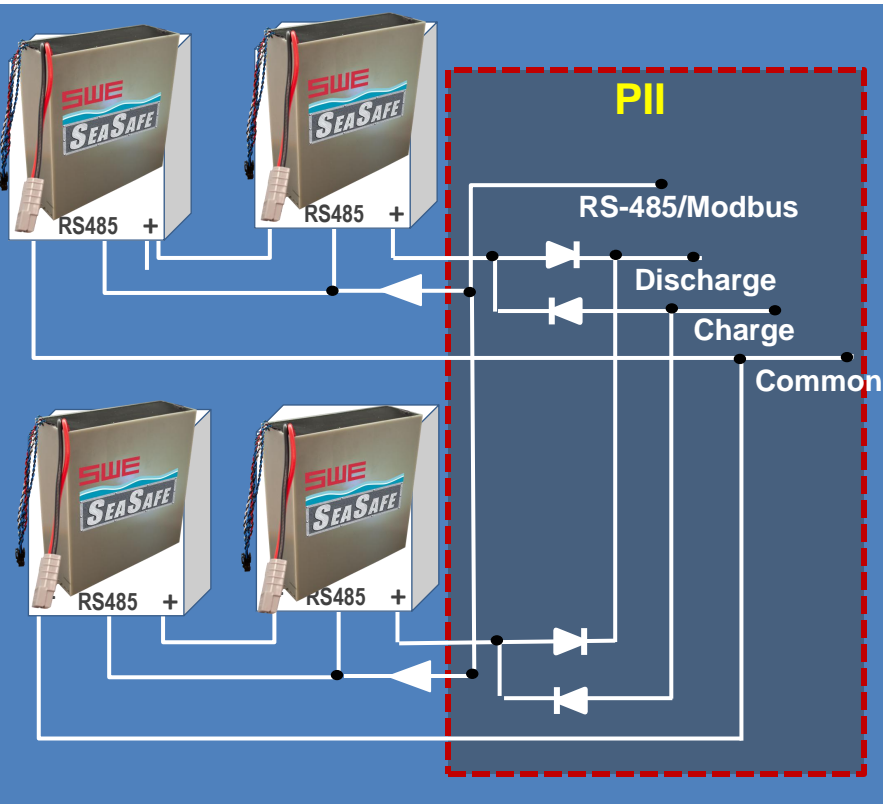 PII
SWE
SEASAFE
SWE
SEASAFE
RS485 +
RS485 +
RS-485/Modbus
Discharge
Charge
Common
SWE
SEASAFE
SWE
SEASAFE
RS485 +
RS485 +